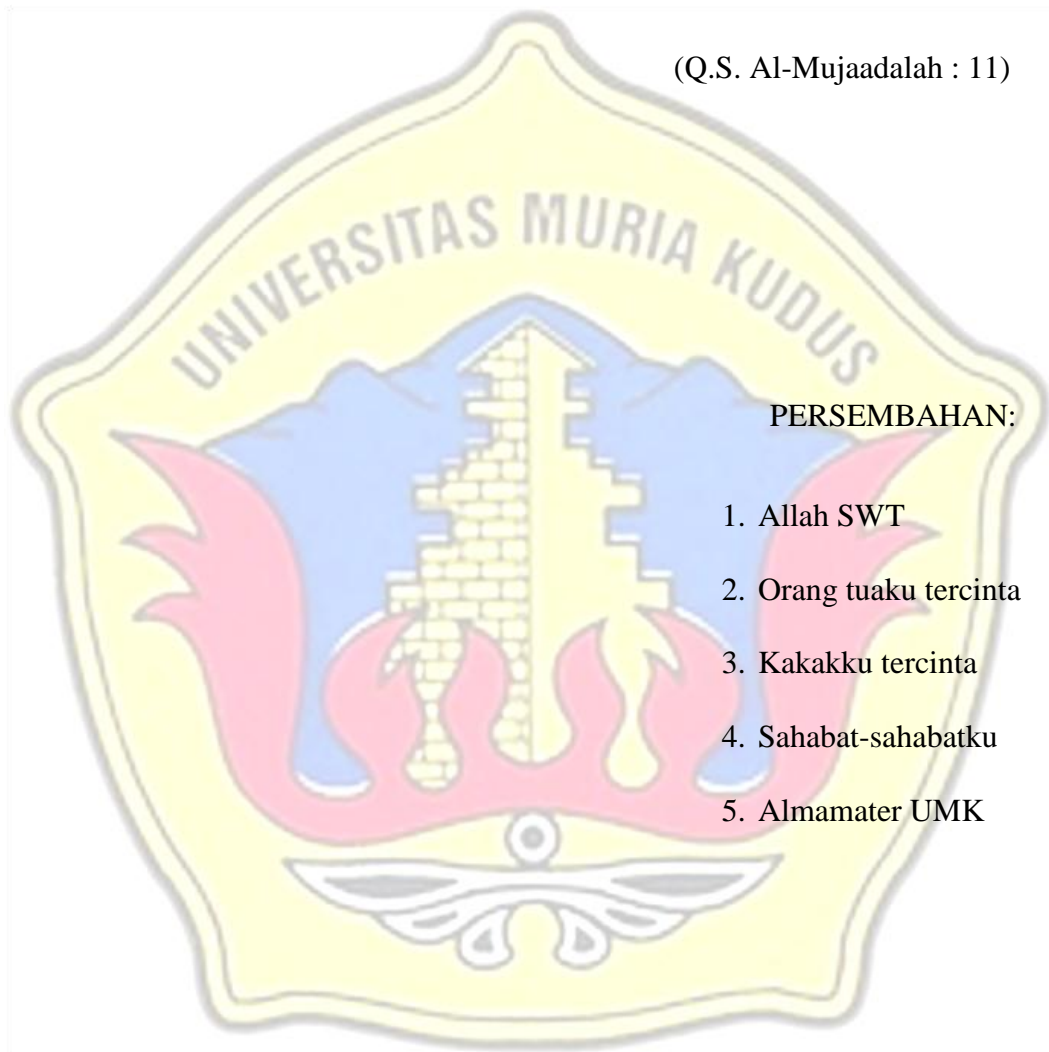 (Q.S. Al-Mujaadalah : 11)
UNIVERSITAS MURIA KUDUS
PERSEMBAHAN:
1. Allah SWT
2. Orang tuaku tercinta
3. Kakakku tercinta
4. Sahabat-sahabatku
5. Almamater UMK